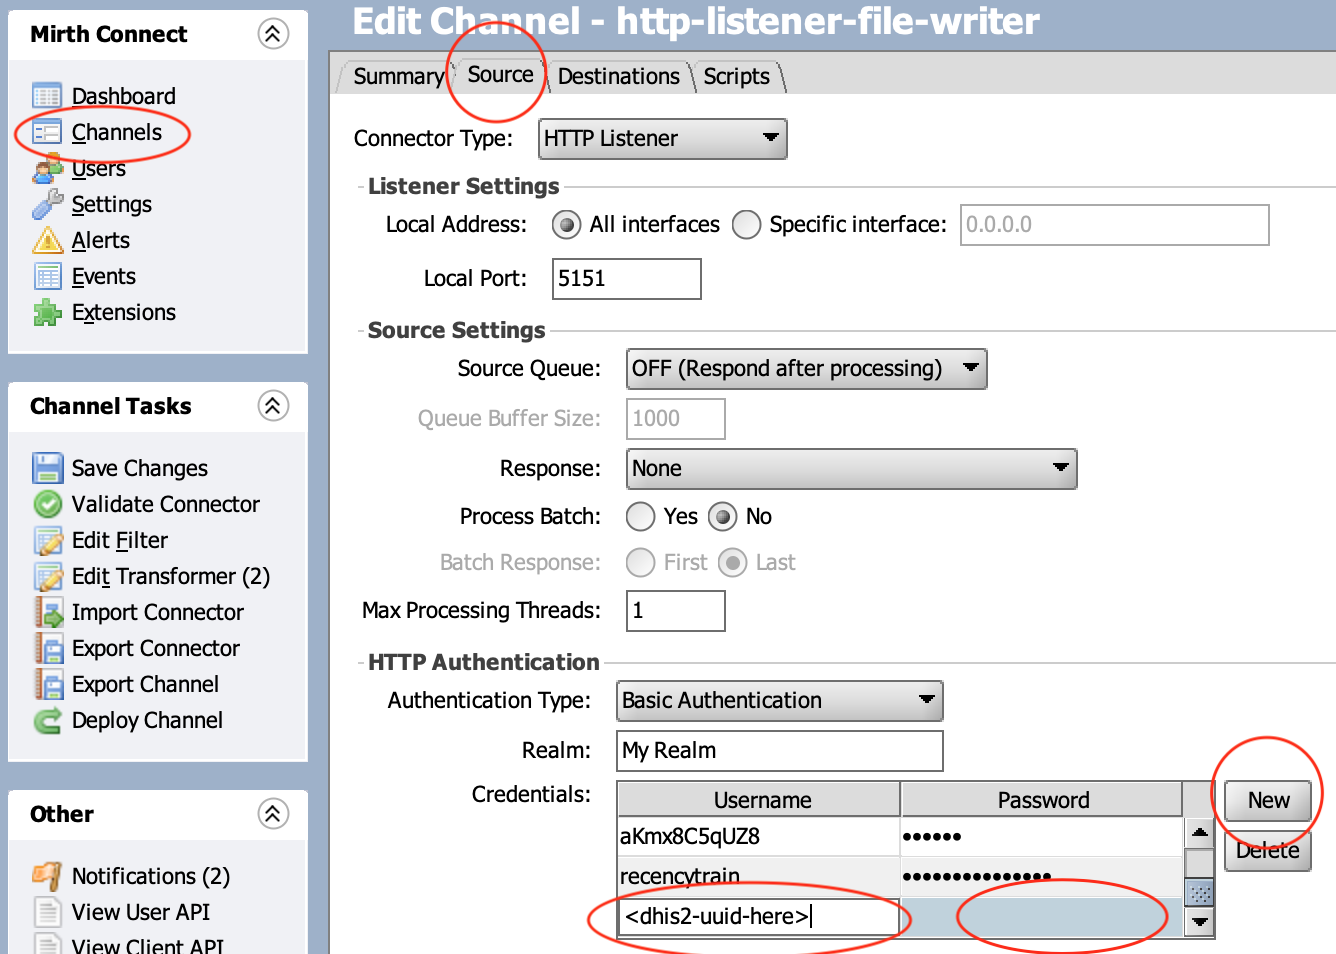 Mirth Connect
Dashboard
Channels
Users
Settings
Alerts
Events
Extensions
Channel Tasks
Save Changes
Validate Connector
Edit Filter
Edit Transformer (2)
Import Connector
Export Connector
Export Channel
Deploy Channel
Other
Notifications (2)
View User API
View Client API
Edit Channel - http-listener-file-writer
Summary Source Destinations Scripts
Connector Type: HTTP Listener
Listener Settings
Local Address: All interfaces Specific interface: 0.0.0.0
Local Port: 5151
Source Settings
Source Queue: OFF (Respond after processing)
Queue Buffer Size: 1000
Response: None
Process Batch: Yes No
Batch Response: First Last
Max Processing Threads: 1
HTTP Authentication
Authentication Type: Basic Authentication
Realm: My Realm
Credentials: Username Password New
aKmx8C5qUZ8 ••••••
Delete
recencytrain •••••••••••••••
<dhis2-uuid-here>